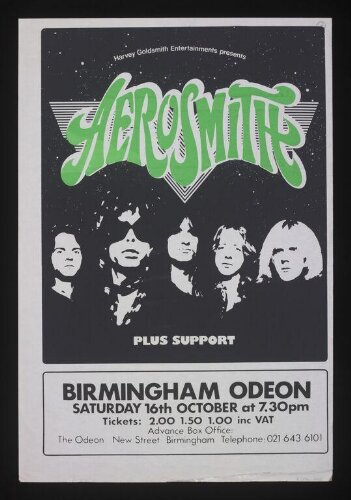 Harvey Goldsmith Entertainments presents
AEROSMITH
PLUS SUPPORT
BIRMINGHAM ODEON
SATURDAY 16th OCTOBER at 7.30pm
Tickets: 2.00 1.50 1.00 inc VAT
Advance Box Office:
The Odeon New Street Birmingham Telephone: 021 643 6101